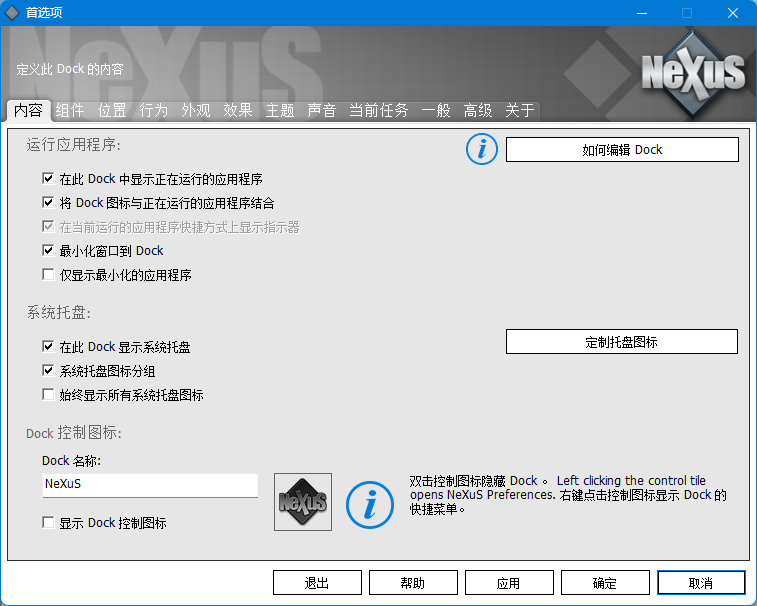 首选项
NeXuS
定义此 Dock 的内容
NeXuS
内容 组件 位置 行为 外观 效果 主题 声音 当前任务 一般 高级 关于
运行应用程序:
如何编辑 Dock
在此 Dock 中显示正在运行的应用程序
将 Dock 图标与正在运行的应用程序结合
在当前运行的应用程序快捷方式上显示指示器
最小化窗口到 Dock
仅显示最小化的应用程序
系统托盘:
定制托盘图标
在此 Dock 显示系统托盘
系统托盘图标分组
始终显示所有系统托盘图标
Dock 控制图标:
Dock 名称:
NeXuS
NeXuS
双击控制图标隐藏 Dock 。 Left clicking the control tile
opens NeXuS Preferences. 右键点击控制图标显示 Dock 的
快捷菜单。
显示 Dock 控制图标
退出 帮助 应用 确定 取消